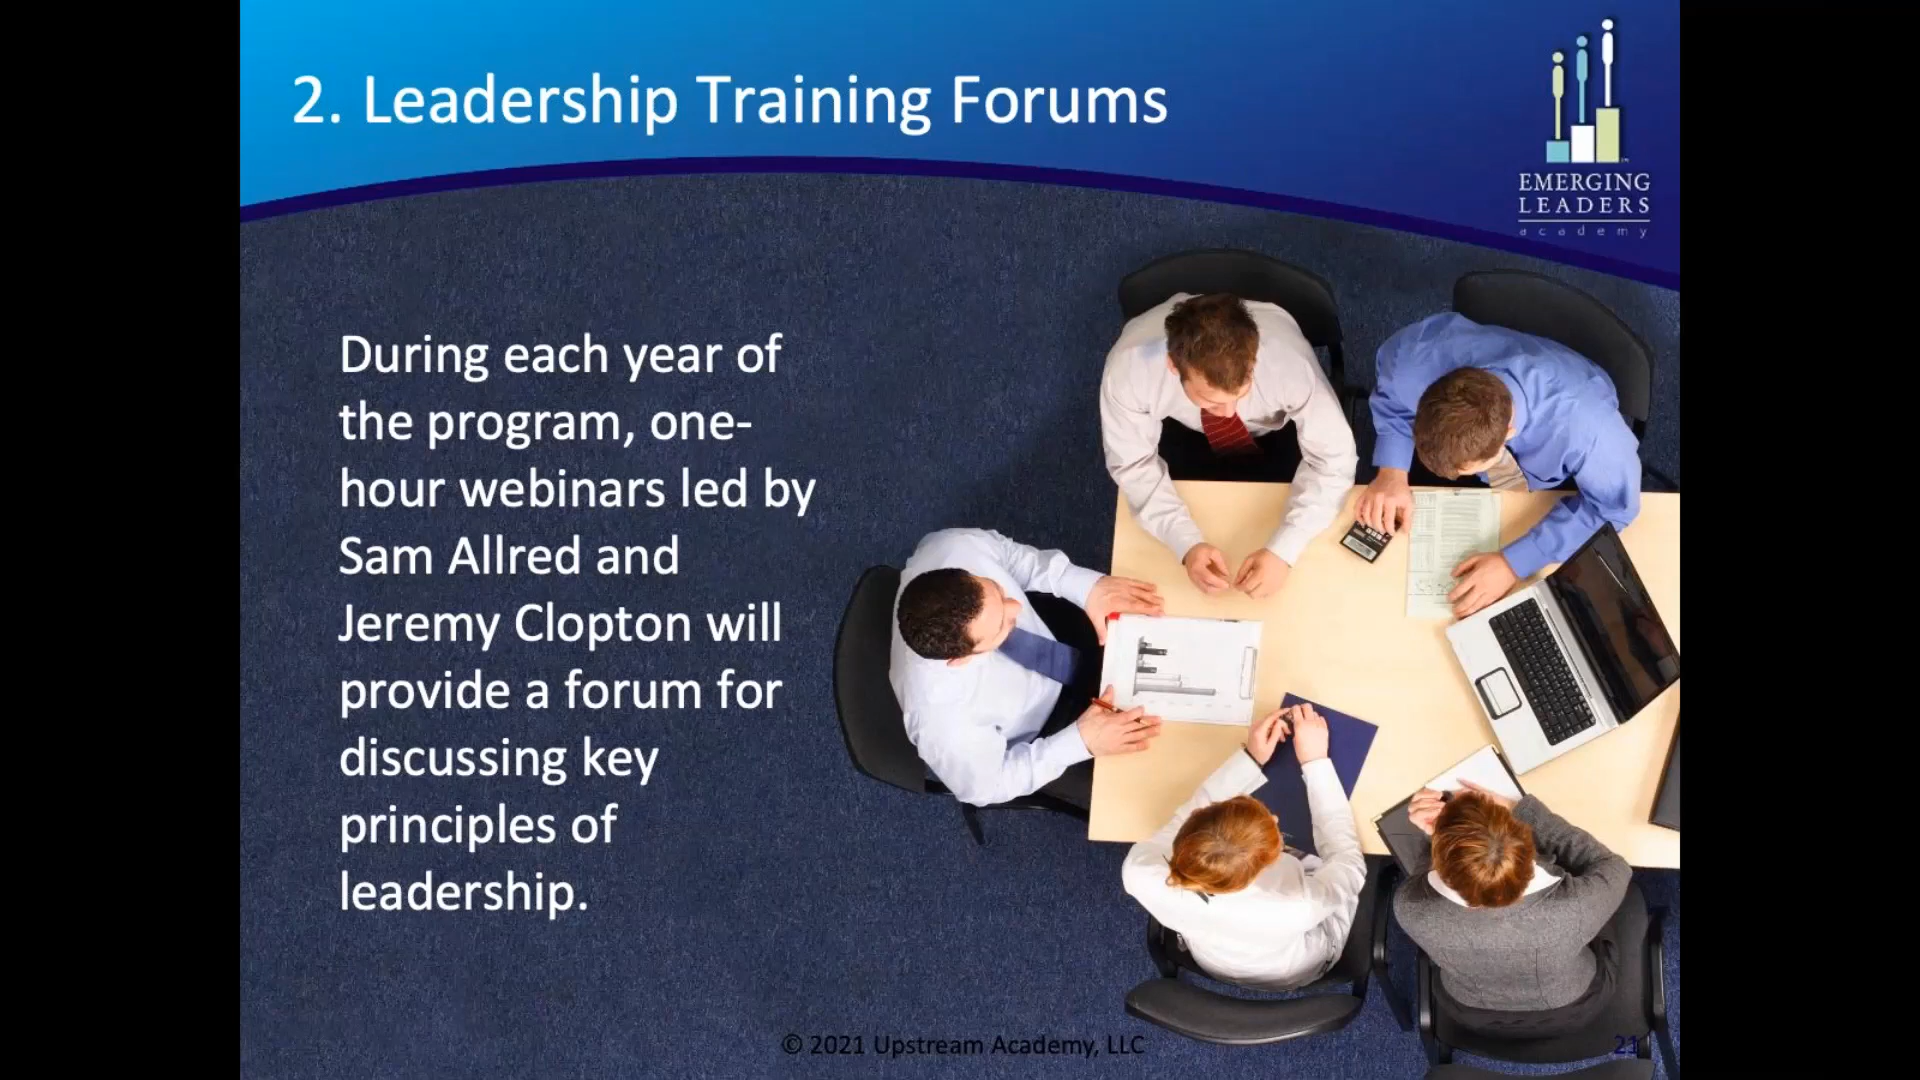 2. Leadership Training Forums
EMERGING
LEADERS
academy
During each year of
the program, one-
hour webinars led by
Sam Allred and
Jeremy Clopton will
provide a forum for
discussing key
principles of
leadership.
© 2021 Upstream Academy, LLC
21